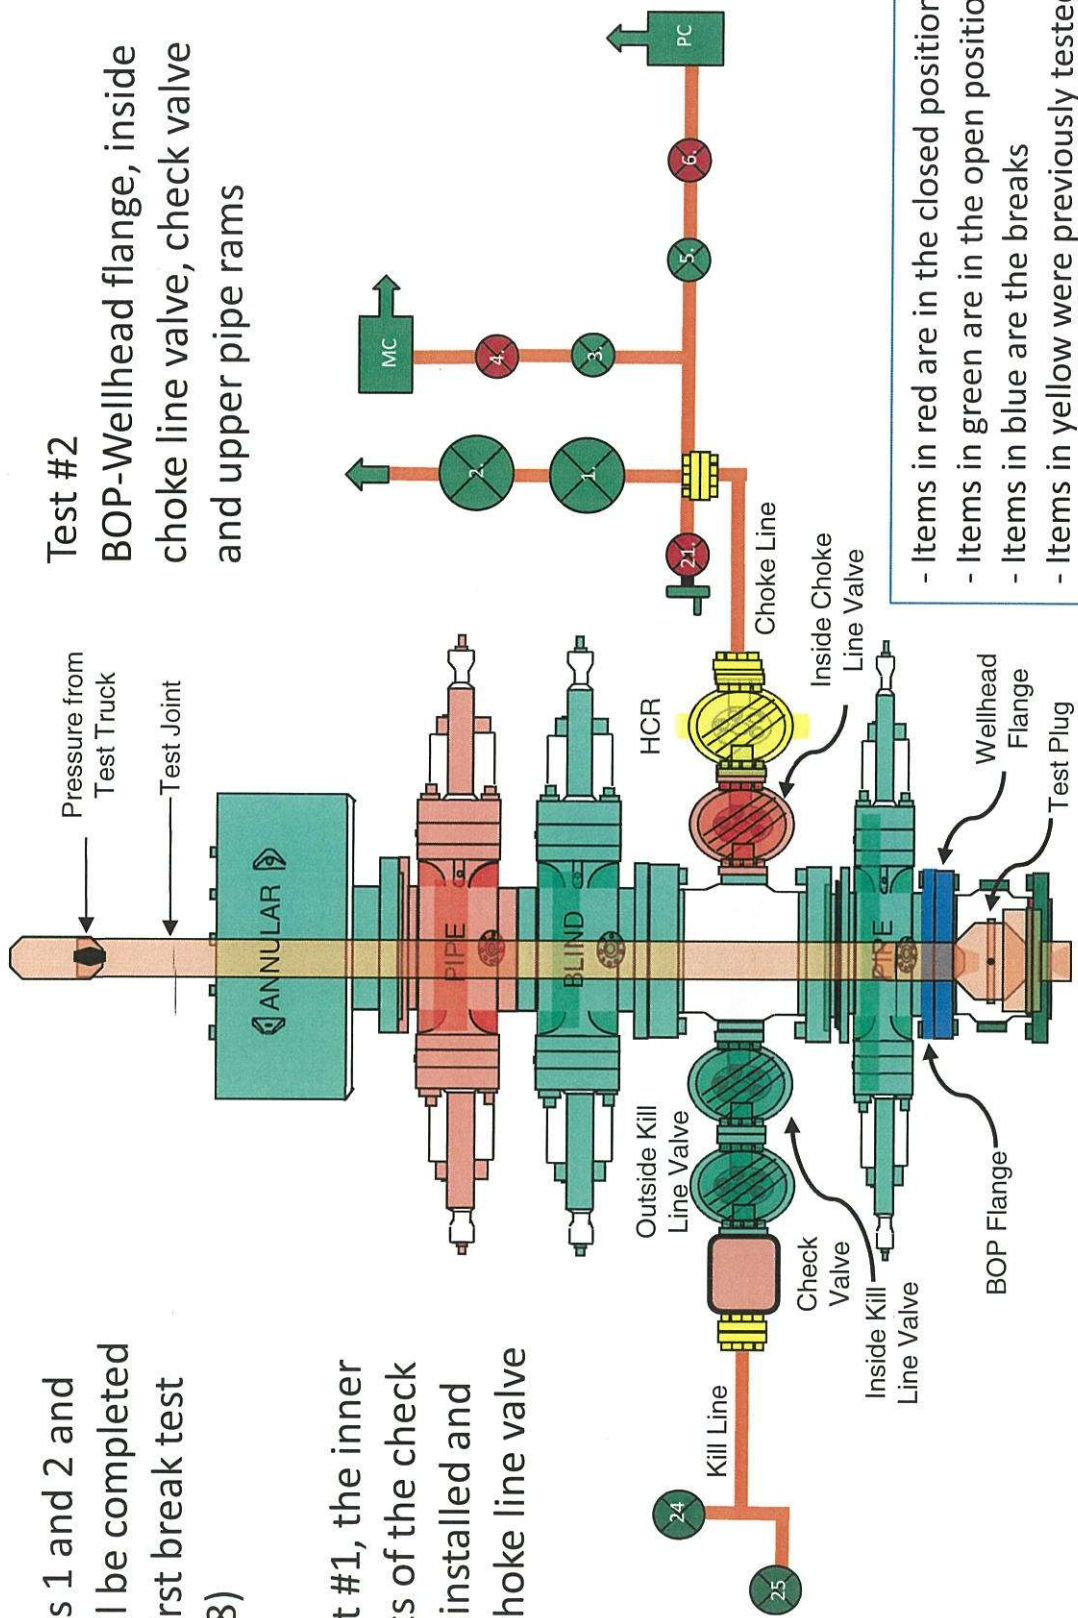 s 1 and 2 and
l be completed
rst break test
3)
t #1, the inner
ts of the check
installed and
hoke line valve
Test #2
BOP-Wellhead flange, inside
choke line valve, check valve
and upper pipe rams
Pressure from
Test Truck
Test Joint
ANNULAR
PIPE
BLIND
PIPE
HCR
Inside Choke
Line Valve
Choke Line
Outside Kill
Line Valve
Check
Valve
Inside Kill
Line Valve
Kill Line
24
25
BOP Flange
Wellhead
Flange
Test Plug
MC
PC
1.
2.
3.
4.
5.
6.
21.
- Items in red are in the closed position
- Items in green are in the open positio
- Items in blue are the breaks
- Items in yellow were previously tested